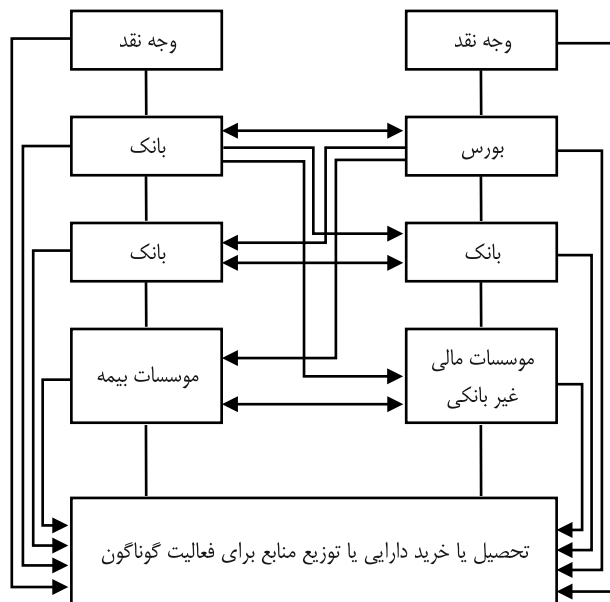 وجه نقد
وجه نقد
بورس
بانک
بانک
بانک
موسسات مالی
غیر بانکی
موسسات بیمه
تحصیل یا خرید دارایی یا توزیع منابع برای فعالیت گوناگون